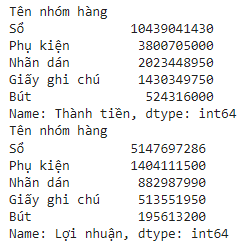 Tên nhóm hàng
Sổ 10439041430
Phụ kiện 3800705000
Nhãn dán 2023448950
Giấy ghi chú 1430349750
Bút 524316000
Name: Thành tiền, dtype: int64
Tên nhóm hàng
Sổ 5147697286
Phụ kiện 1404111500
Nhãn dán 882987990
Giấy ghi chú 513551950
Bút 195613200
Name: Lợi nhuận, dtype: int64